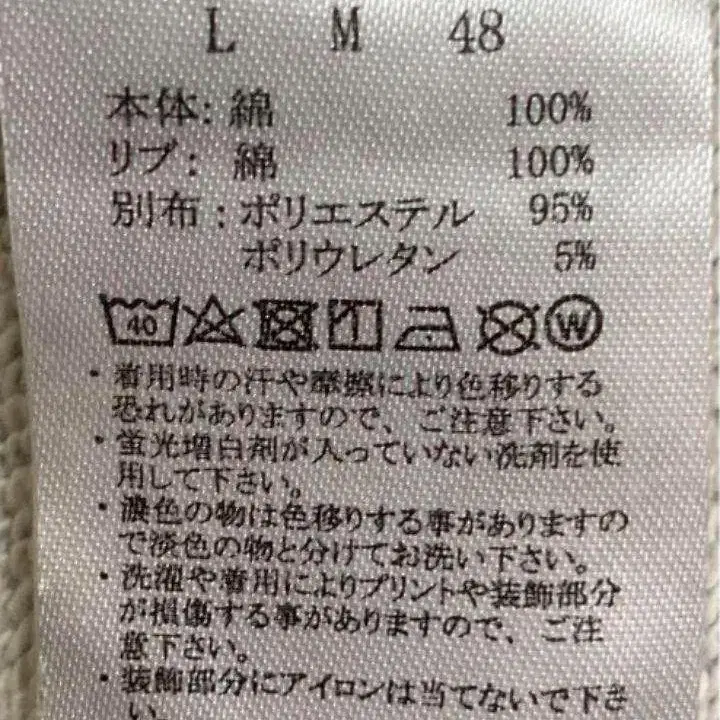 L M 48
本体: 綿 100%
リブ: 綿 100%
別布: ポリエステル 95%
ポリウレタン 5%
40 W
・着用時の汗や摩擦により色移りする
恐れがありますので、ご注意下さい。
・蛍光増白剤が入っていない洗剤を使
用して下さい。
・濃色の物は色移りする事がありますの
で淡色の物と分けてお洗い下さい。
・洗濯や着用によりプリントや装飾部分
が損傷する事がありますので、ご注
意下さい。
・装飾部分にアイロンは当てないで下さ
い。